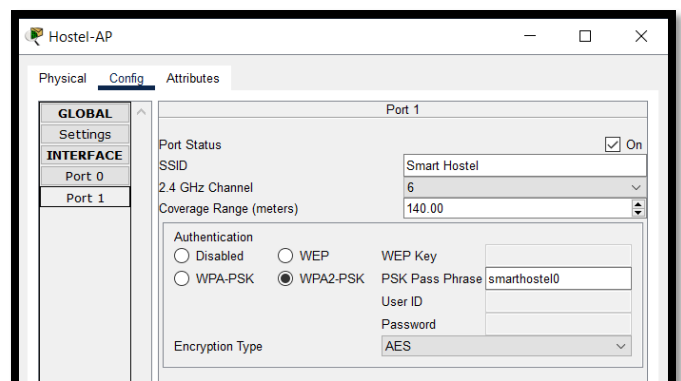 Hostel-AP
Physical Config Attributes
GLOBAL
Settings
INTERFACE
Port 0
Port 1
Port 1
Port Status On
SSID Smart Hostel
2.4 GHz Channel 6
Coverage Range (meters) 140.00
Authentication
Disabled WEP WEP Key
WPA-PSK WPA2-PSK PSK Pass Phrase smarthostel0
User ID
Password
Encryption Type AES